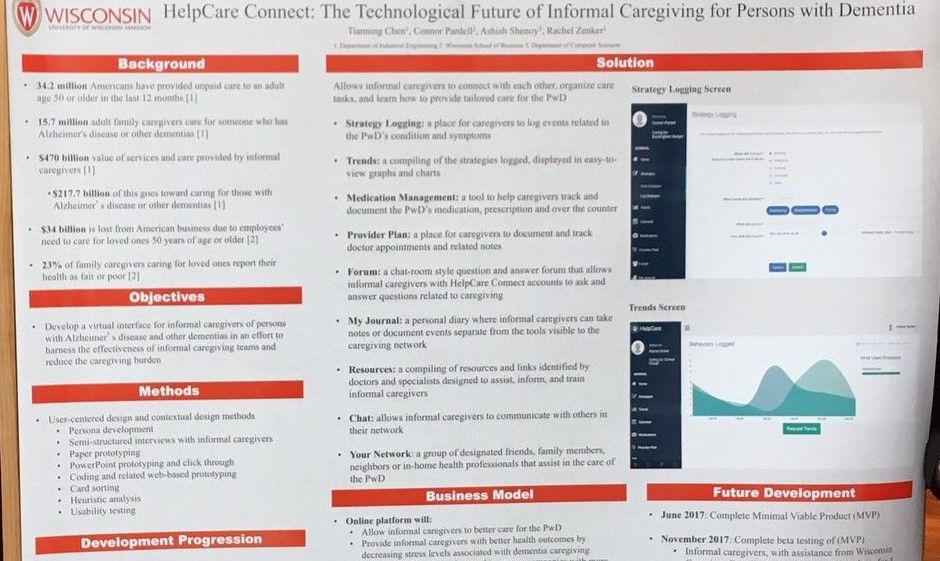 WISCONSIN
UNIVERSITY OF WISCONSIN-MADISON
HelpCare Connect: The Technological Future of Informal Caregiving for Persons with Dementia
Tianning Chen¹, Connor Pardell², Ashish Shenoy³, Rachel Zenker¹
1. Department of Industrial Engineering 2. Wisconsin School of Business 3. Department of Computer Sciences
Background
• 34.2 million Americans have provided unpaid care to an adult
age 50 or older in the last 12 months [1]
• 15.7 million adult family caregivers care for someone who has
Alzheimer's disease or other dementias [1]
• $470 billion value of services and care provided by informal
caregivers [1]
• $217.7 billion of this goes toward caring for those with
Alzheimer's disease or other dementias [1]
• $34 billion is lost from American business due to employees'
need to care for loved ones 50 years of age or older [2]
• 23% of family caregivers caring for loved ones report their
health as fair or poor [2]
Objectives
• Develop a virtual interface for informal caregivers of persons
with Alzheimer's disease and other dementias in an effort to
harness the effectiveness of informal caregiving teams and
reduce the caregiving burden
Methods
• User-centered design and contextual design methods
• Persona development
• Semi-structured interviews with informal caregivers
• Paper prototyping
• PowerPoint prototyping and click through
• Coding and related web-based prototyping
• Card sorting
• Heuristic analysis
• Usability testing
Development Progression
Solution
Allows informal caregivers to connect with each other, organize care
tasks, and learn how to provide tailored care for the PwD
• Strategy Logging: a place for caregivers to log events related to
the PwD's condition and symptoms
• Trends: a compiling of the strategies logged, displayed in easy-to-
view graphs and charts
• Medication Management: a tool to help caregivers track and
document the PwD's medication, prescription and over the counter
• Provider Plan: a place for caregivers to document and track
doctor appointments and related notes
• Forum: a chat-room style question and answer forum that allows
informal caregivers with HelpCare Connect accounts to ask and
answer questions related to caregiving
• My Journal: a personal diary where informal caregivers can take
notes or document events separate from the tools visible to the
caregiving network
• Resources: a compiling of resources and links identified by
doctors and specialists designed to assist, inform, and train
informal caregivers
• Chat: allows informal caregivers to communicate with others in
their network
• Your Network: a group of designated friends, family members,
neighbors or in-home health professionals that assist in the care of
the PwD
Strategy Logging Screen
Strategy Logging
Trends Screen
HelpCare
Behaviors Logged
Request Trends
Business Model
• Online platform will:
• Allow informal caregivers to better care for the PwD
• Provide informal caregivers with better health outcomes by
decreasing stress levels associated with dementia caregiving
Future Development
• June 2017: Complete Minimal Viable Product (MVP)
• November 2017: Complete beta testing of (MVP)
• Informal caregivers, with assistance from Wisconsin